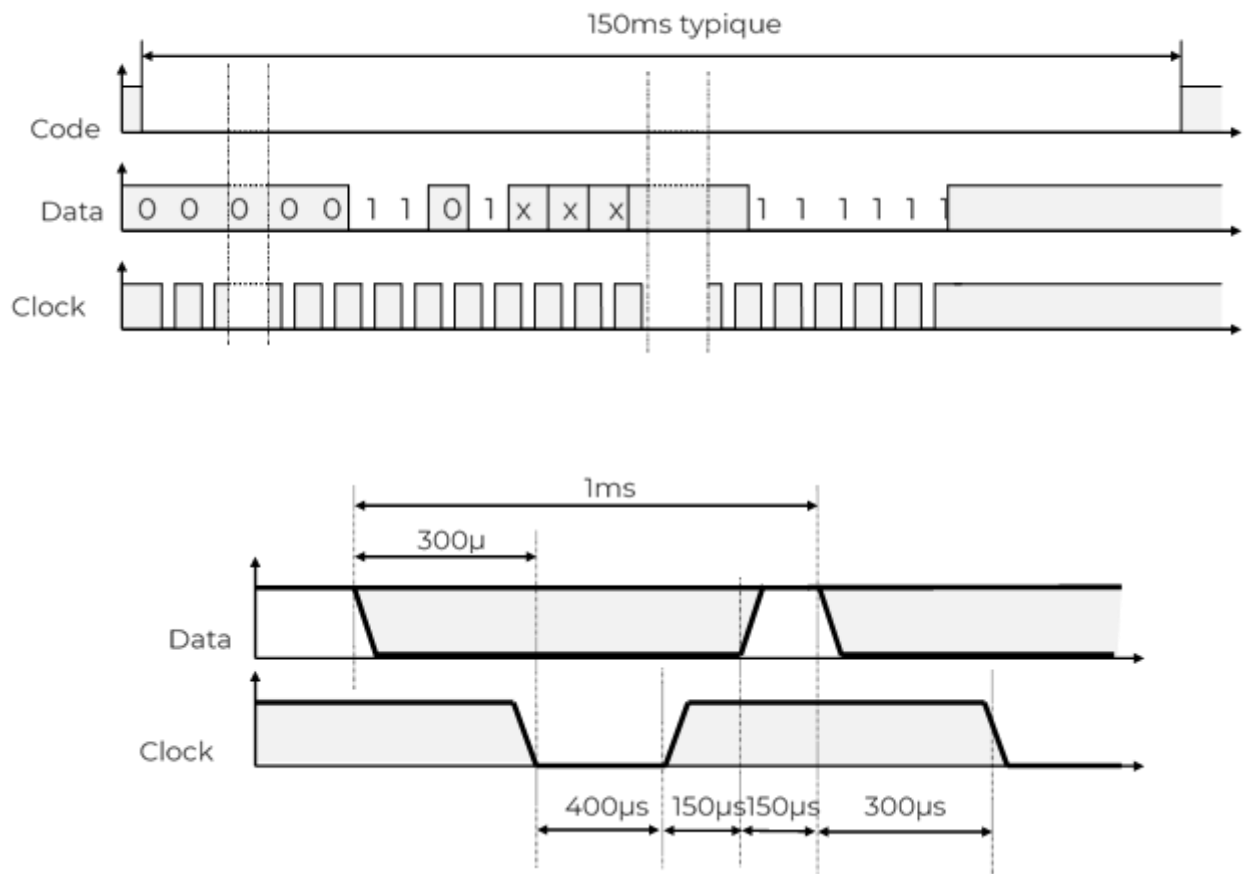 150ms typique
Code
Data 0 0 0 0 0 1 1 0 1 x x x 1 1 1 1 1 1
Clock
1ms
300µ
Data
Clock
400µs 150µs 150µs 300µs